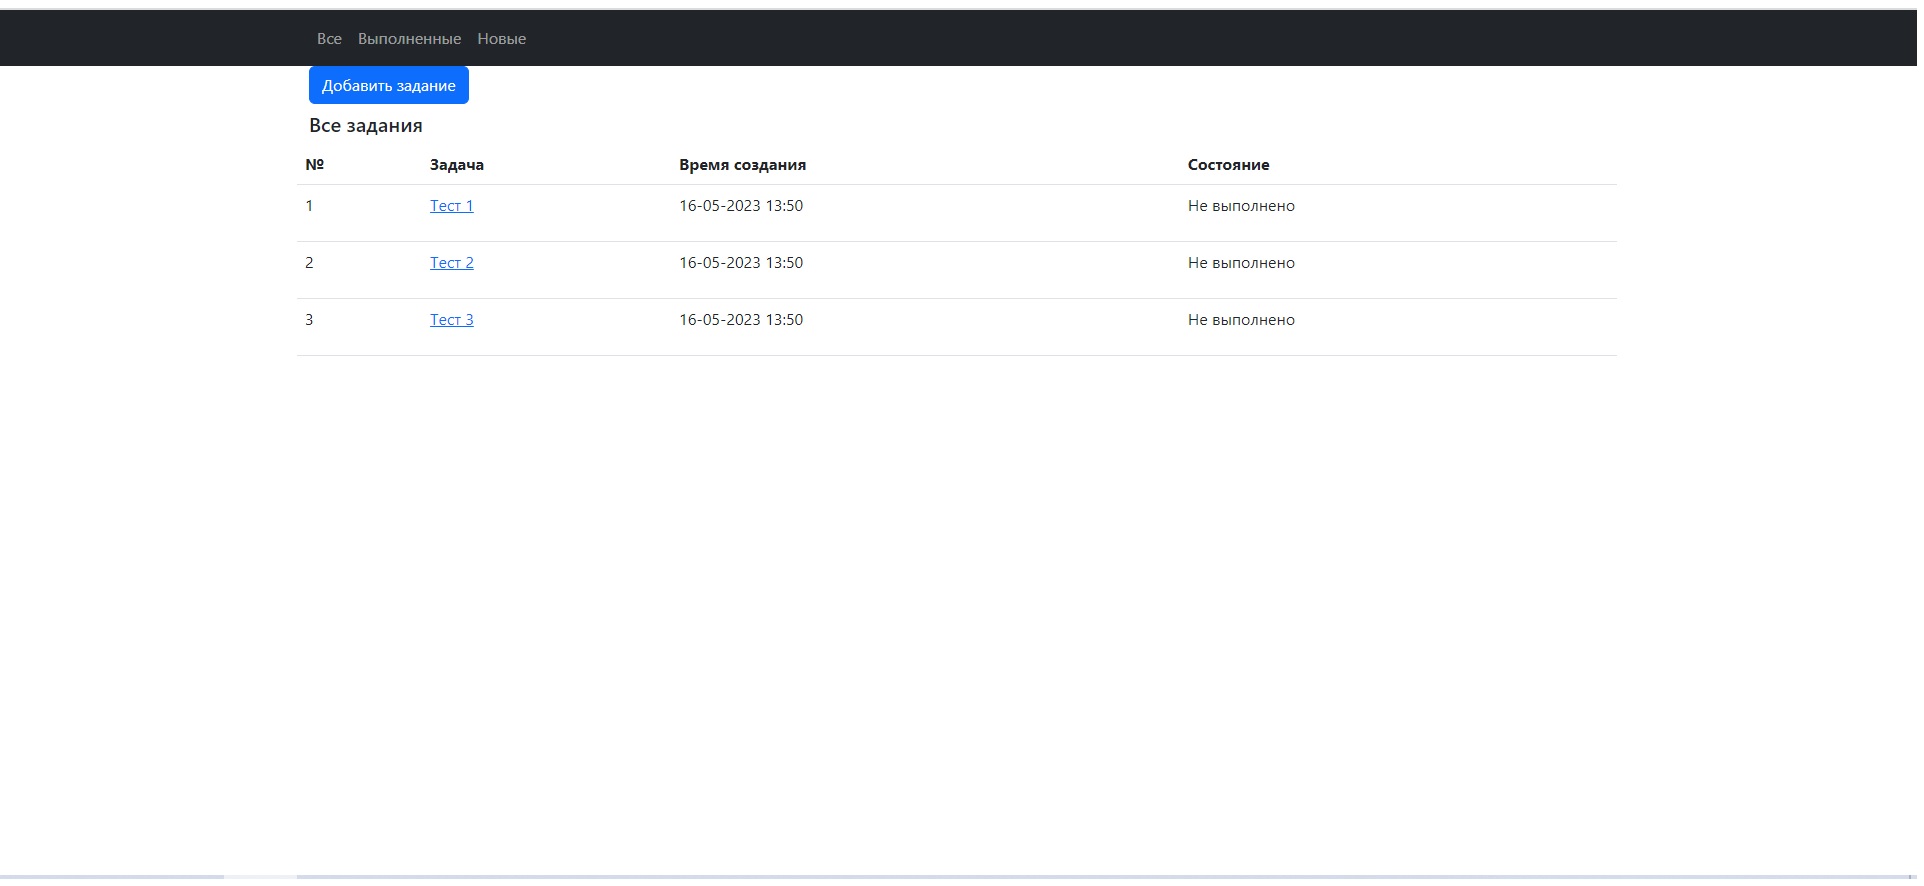 Все Выполненные Новые
Добавить задание
Все задания
№ Задача Время создания Состояние
1 Тест 1 16-05-2023 13:50 Не выполнено
2 Тест 2 16-05-2023 13:50 Не выполнено
3 Тест 3 16-05-2023 13:50 Не выполнено